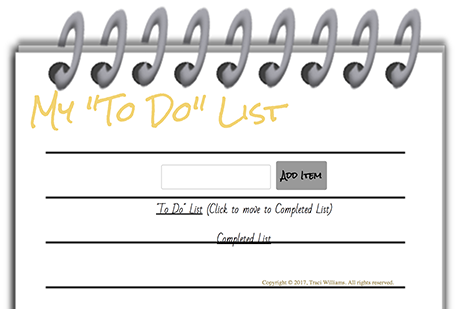 My "To Do" List
Add Item
"To Do" List (Click to move to Completed List)
Completed List
Copyright © 2017, Traci Williams. All rights reserved.